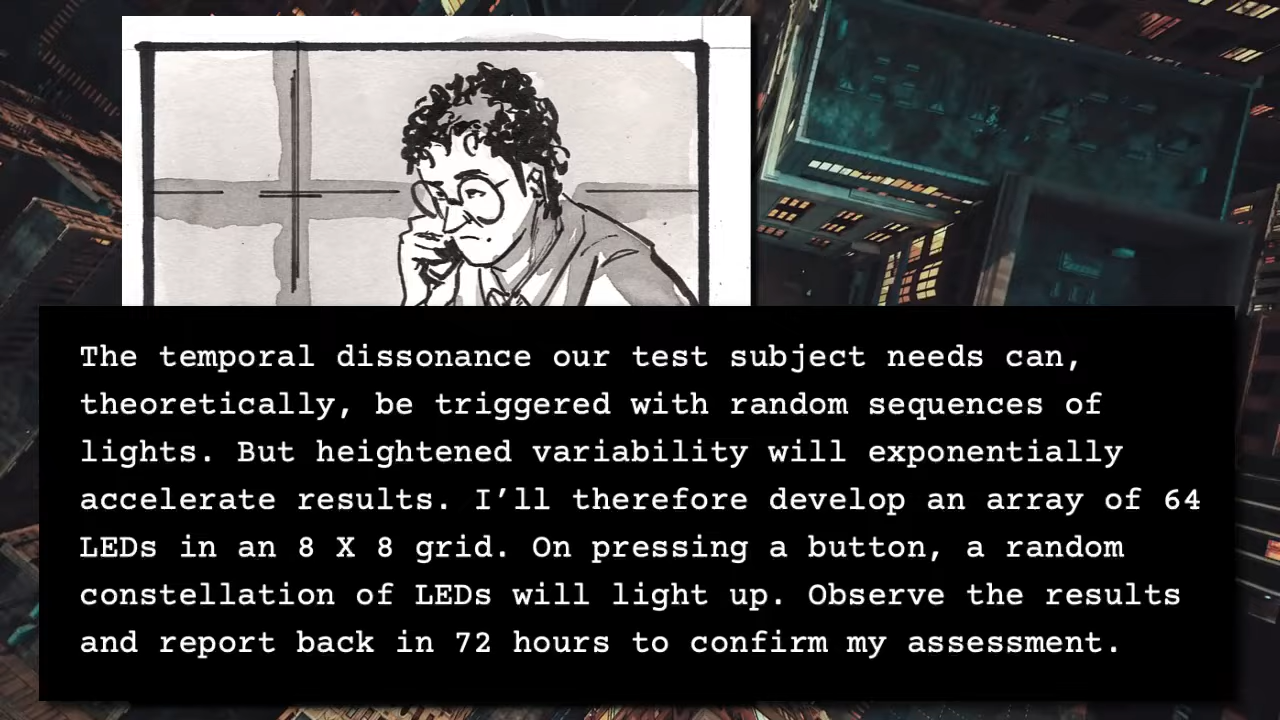 The temporal dissonance our test subject needs can,
theoretically, be triggered with random sequences of
lights. But heightened variability will exponentially
accelerate results. I’ll therefore develop an array of 64
LEDs in an 8 X 8 grid. On pressing a button, a random
constellation of LEDs will light up. Observe the results
and report back in 72 hours to confirm my assessment.